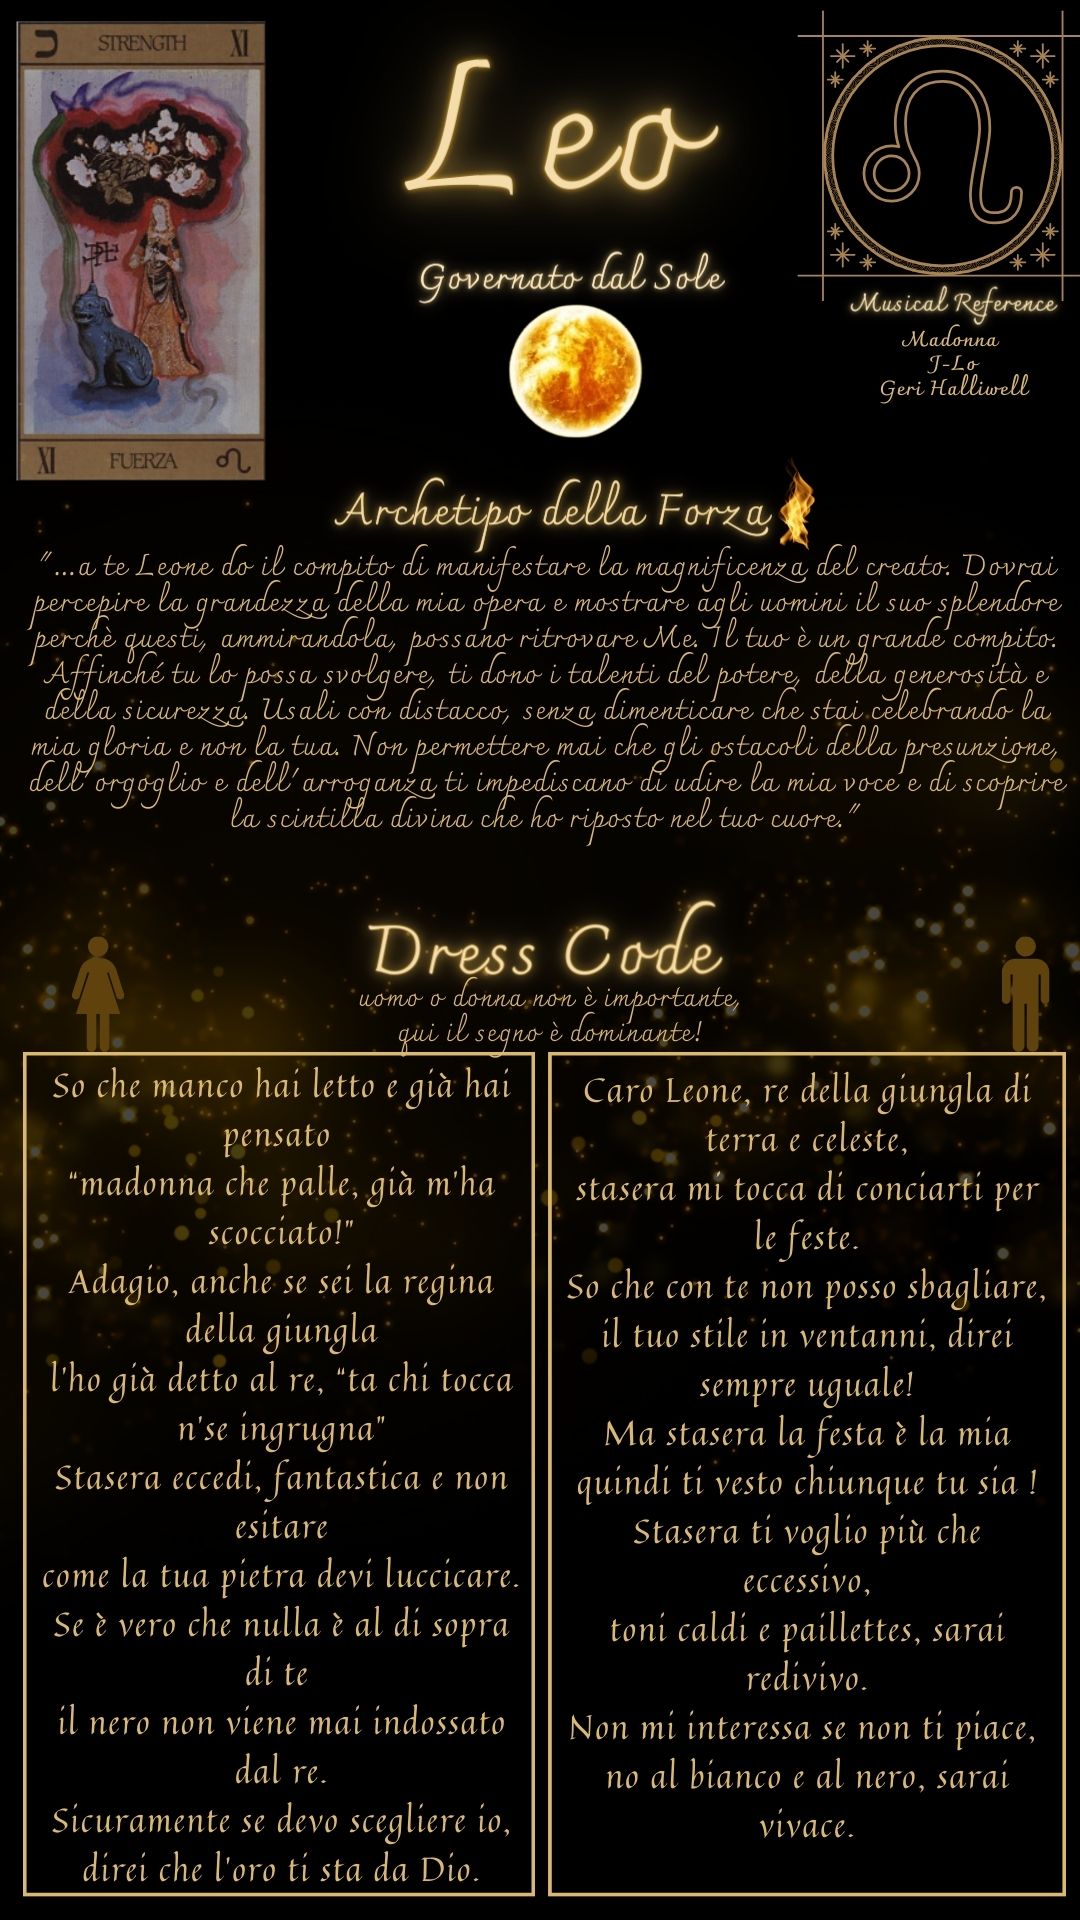 כ STRENGTH XI
XI FUERZA
Leo
Governato dal Sole
Musical Reference
Madonna
J-Lo
Geri Halliwell
Archetipo della Forza
"...a te Leone do il compito di manifestare la magnificenza del creato. Dovrai
percepire la grandezza della mia opera e mostrare agli uomini il suo splendore
perchè questi, ammirandola, possano ritrovare Me. Il tuo è un grande compito.
Affinché tu lo possa svolgere, ti dono i talenti del potere, della generosità e
della sicurezza. Usali con distacco, senza dimenticare che stai celebrando la
mia gloria e non la tua. Non permettere mai che gli ostacoli della presunzione,
dell'orgoglio e dell'arroganza ti impediscano di udire la mia voce e di scoprire
la scintilla divina che ho riposto nel tuo cuore."
Dress Code
uomo o donna non è importante,
qui il segno è dominante!
So che manco hai letto e già hai
pensato
“madonna che palle, già m'ha
scocciato!”
Adagio, anche se sei la regina
della giungla
l'ho già detto al re, “ta chi tocca
n'se ingrugna”
Stasera eccedi, fantastica e non
esitare
come la tua pietra devi luccicare.
Se è vero che nulla è al di sopra
di te
il nero non viene mai indossato
dal re.
Sicuramente se devo scegliere io,
direi che l'oro ti sta da Dio.
Caro Leone, re della giungla di
terra e celeste,
stasera mi tocca di conciarti per
le feste.
So che con te non posso sbagliare,
il tuo stile in ventanni, direi
sempre uguale!
Ma stasera la festa è la mia
quindi ti vesto chiunque tu sia !
Stasera ti voglio più che
eccessivo,
toni caldi e paillettes, sarai
redivivo.
Non mi interessa se non ti piace,
no al bianco e al nero, sarai
vivace.